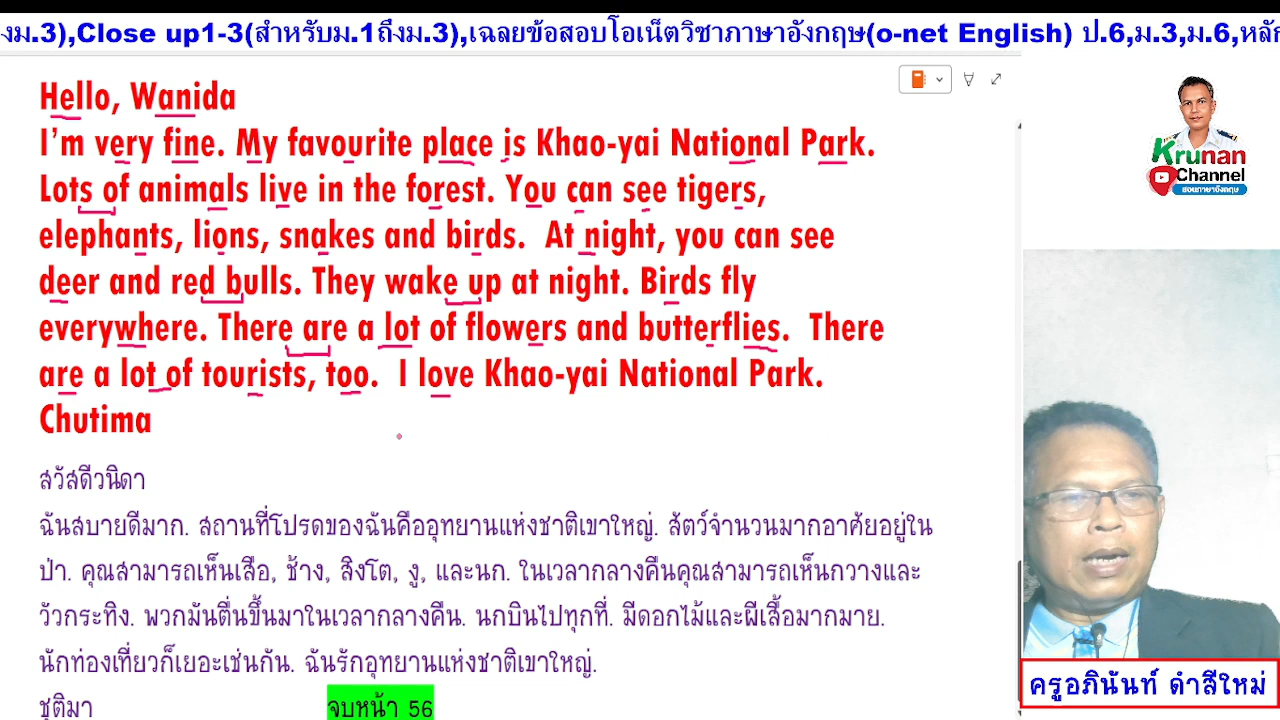 งม.3),Close up1-3(สำหรับม.1ถึงม.3),เฉลยข้อสอบโอเน็ตวิชาภาษาอังกฤษ(o-net English) ป.6,ม.3,ม.6,หลัก
Hello, Wanida
I'm very fine. My favourite place is Khao-yai National Park.
Lots of animals live in the forest. You can see tigers,
elephants, lions, snakes and birds. At night, you can see
deer and red bulls. They wake up at night. Birds fly
everywhere. There are a lot of flowers and butterflies. There
are a lot of tourists, too. I love Khao-yai National Park.
Chutima
สวัสดีวนิดา
ฉันสบายดีมาก. สถานที่โปรดของฉันคืออุทยานแห่งชาติเขาใหญ่. สัตว์จำนวนมากอาศัยอยู่ใน
ป่า. คุณสามารถเห็นเสือ, ช้าง, สิงโต, งู, และนก. ในเวลากลางคืนคุณสามารถเห็นกวางและ
วัวกระทิง. พวกมันตื่นขึ้นมาในเวลากลางคืน. นกบินไปทุกที่. มีดอกไม้และผีเสื้อมากมาย.
นักท่องเที่ยวก็เยอะเช่นกัน. ฉันรักอุทยานแห่งชาติเขาใหญ่.
ชุติมา
จบหน้า 56
Krunan
Channel
สอนภาษาอังกฤษ
ครูอภินันท์ ดำสีใหม่